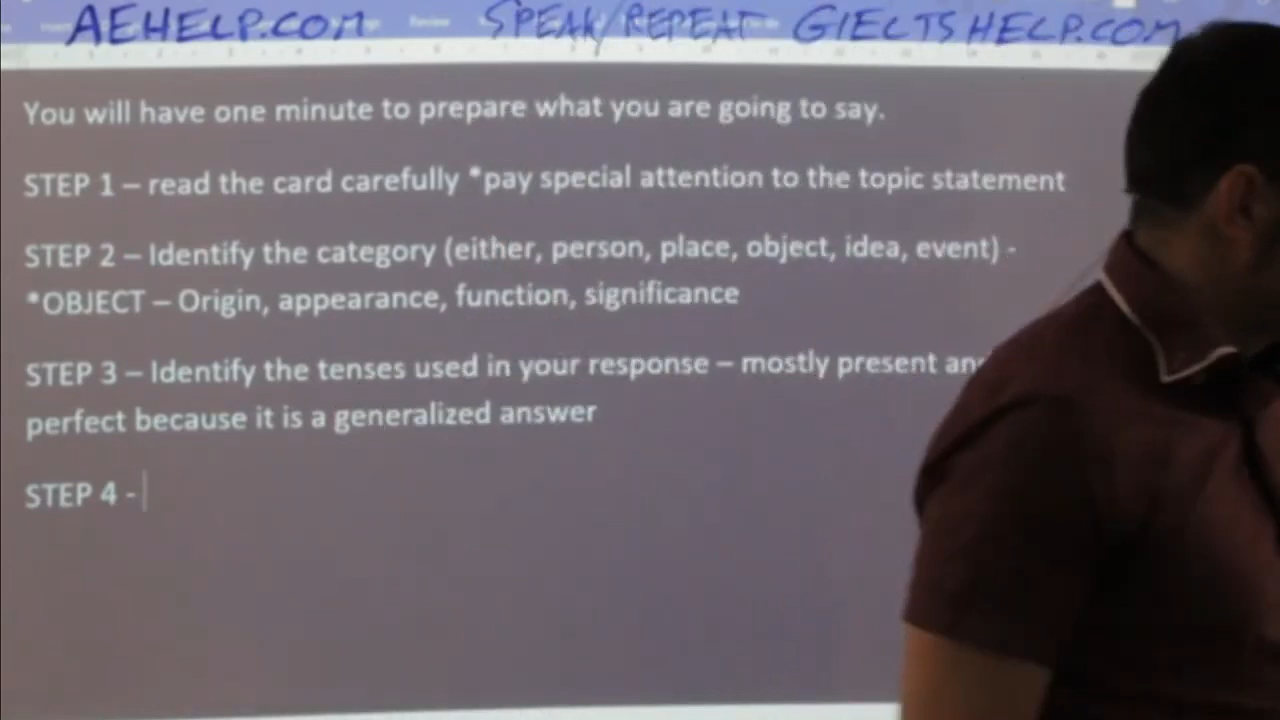 AEHELP.COM SPEAK/REPEAT GIELTSHELP.COM
You will have one minute to prepare what you are going to say.
STEP 1 – read the card carefully *pay special attention to the topic statement
STEP 2 – Identify the category (either, person, place, object, idea, event) -
*OBJECT – Origin, appearance, function, significance
STEP 3 – Identify the tenses used in your response – mostly present
perfect because it is a generalized answer
STEP 4 -